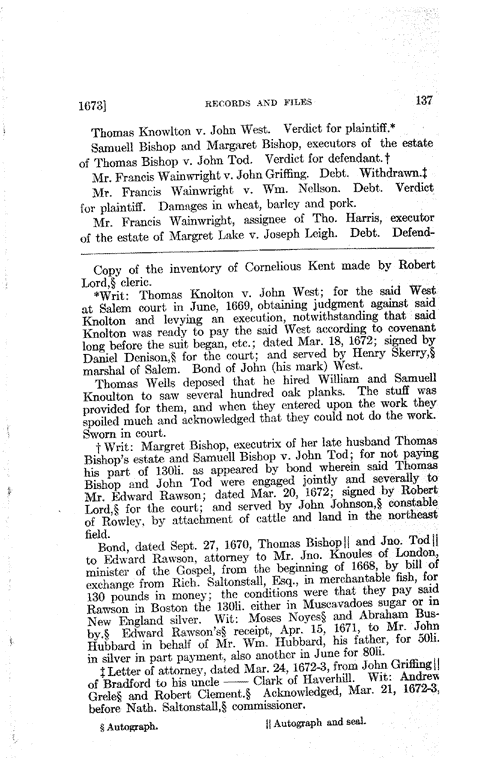 1673] RECORDS AND FILES 137
Thomas Knowlton v. John West. Verdict for plaintiff.*
Samuell Bishop and Margaret Bishop, executors of the estate
of Thomas Bishop v. John Tod. Verdict for defendant.†
Mr. Francis Wainwright v. John Griffing. Debt. Withdrawn.‡
Mr. Francis Wainwright v. Wm. Nellson. Debt. Verdict
for plaintiff. Damages in wheat, barley and pork.
Mr. Francis Wainwright, assignee of Tho. Harris, executor
of the estate of Margret Lake v. Joseph Leigh. Debt. Defend-
Copy of the inventory of Cornelious Kent made by Robert
Lord,§ cleric.
*Writ: Thomas Knolton v. John West; for the said West
at Salem court in June, 1669, obtaining judgment against said
Knolton and levying an execution, notwithstanding that said
Knolton was ready to pay the said West according to covenant
long before the suit began, etc.; dated Mar. 18, 1672; signed by
Daniel Denison,§ for the court; and served by Henry Skerry,§
marshal of Salem. Bond of John (his mark) West.
Thomas Wells deposed that he hired William and Samuell
Knoulton to saw several hundred oak planks. The stuff was
provided for them, and when they entered upon the work they
spoiled much and acknowledged that they could not do the work.
Sworn in court.
† Writ: Margret Bishop, executrix of her late husband Thomas
Bishop's estate and Samuell Bishop v. John Tod; for not paying
his part of 130li. as appeared by bond wherein said Thomas
Bishop and John Tod were engaged jointly and severally to
Mr. Edward Rawson; dated Mar. 20, 1672; signed by Robert
Lord,§ for the court; and served by John Johnson,§ constable
of Rowley, by attachment of cattle and land in the northeast
field.
Bond, dated Sept. 27, 1670, Thomas Bishop|| and Jno. Tod||
to Edward Rawson, attorney to Mr. Jno. Knoules of London,
minister of the Gospel, from the beginning of 1668, by bill of
exchange from Rich. Saltonstall, Esq., in merchantable fish, for
130 pounds in money; the conditions were that they pay said
Rawson in Boston the 130li. either in Muscavadoes sugar or in
New England silver. Wit: Moses Noyes§ and Abraham Bus-
by.§ Edward Rawson's§ receipt, Apr. 15, 1671, to Mr. John
Hubbard in behalf of Mr. Wm. Hubbard, his father, for 50li.
in silver in part payment, also another in June for 80li.
‡ Letter of attorney, dated Mar. 24, 1672-3, from John Griffing||
of Bradford to his uncle —— Clark of Haverhill. Wit: Andrew
Grele§ and Robert Clement.§ Acknowledged, Mar. 21, 1672-3,
before Nath. Saltonstall,§ commissioner.
§ Autograph. || Autograph and seal.